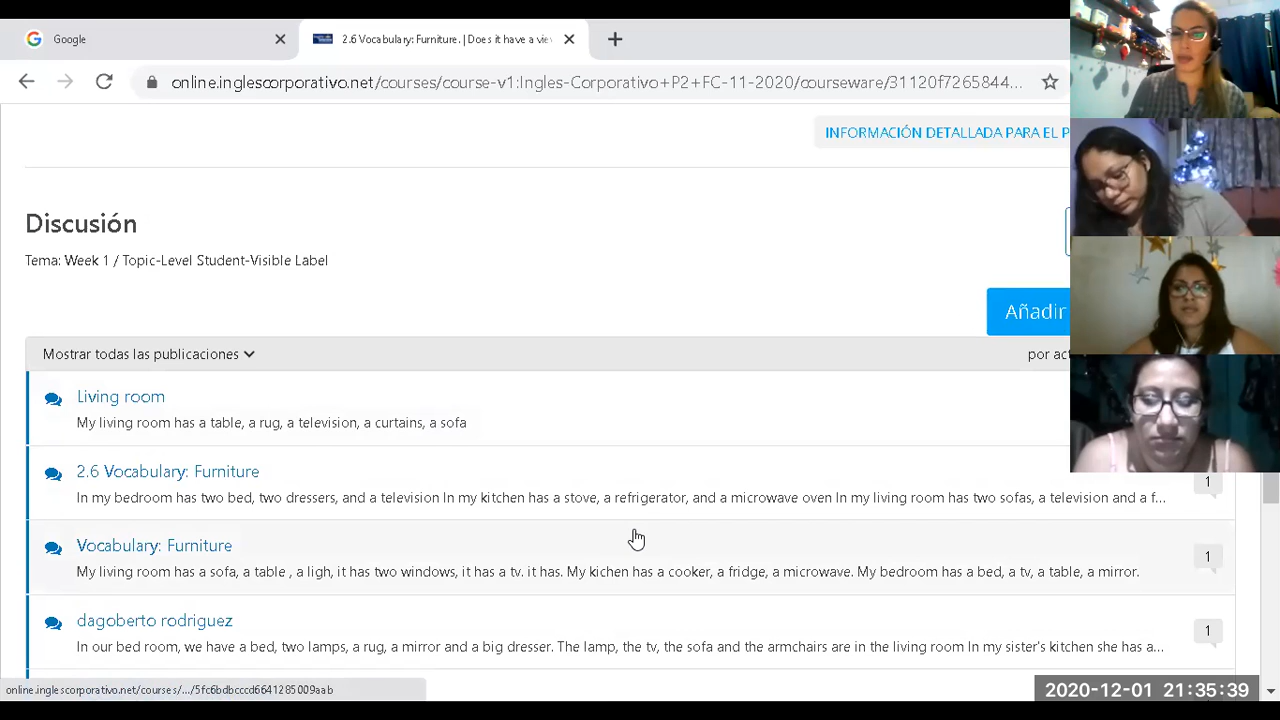 Google
2.6 Vocabulary: Furniture. | Does it have a vie
online.inglescorporativo.net/courses/course-v1:Ingles-Corporativo+P2+FC-11-2020/courseware/31120f7265844...
INFORMACIÓN DETALLADA PARA EL P
Discusión
Tema: Week 1 / Topic-Level Student-Visible Label
Añadir
Mostrar todas las publicaciones
por act
Living room
My living room has a table, a rug, a television, a curtains, a sofa
2.6 Vocabulary: Furniture
In my bedroom has two bed, two dressers, and a television In my kitchen has a stove, a refrigerator, and a microwave oven In my living room has two sofas, a television and a f...
1
Vocabulary: Furniture
My living room has a sofa, a table , a ligh, it has two windows, it has a tv. it has. My kichen has a cooker, a fridge, a microwave. My bedroom has a bed, a tv, a table, a mirror.
1
dagoberto rodriguez
In our bed room, we have a bed, two lamps, a rug, a mirror and a big dresser. The lamp, the tv, the sofa and the armchairs are in the living room In my sister's kitchen she has a...
1
online.inglescorporativo.net/courses/.../5fc6bdbcccd6641285009aab
2020-12-01 21:35:39